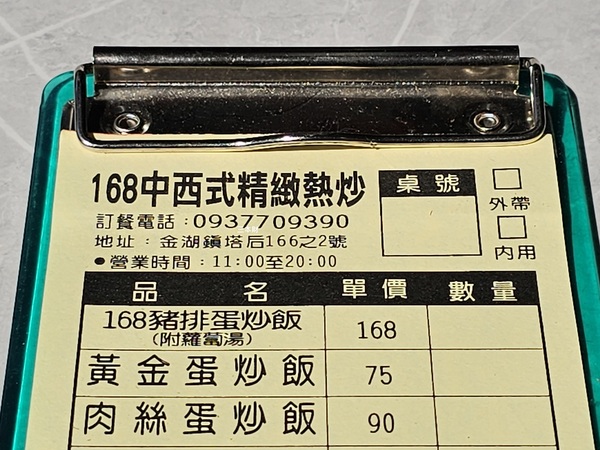 168中西式精緻熱炒
訂餐電話：0937709390
地址：金湖鎮塔后166之2號
●營業時間：11:00至20:00
桌號
□外帶
□內用
品名 單價 數量
168豬排蛋炒飯 168
(附蘿蔔湯)
黃金蛋炒飯 75
肉絲蛋炒飯 90